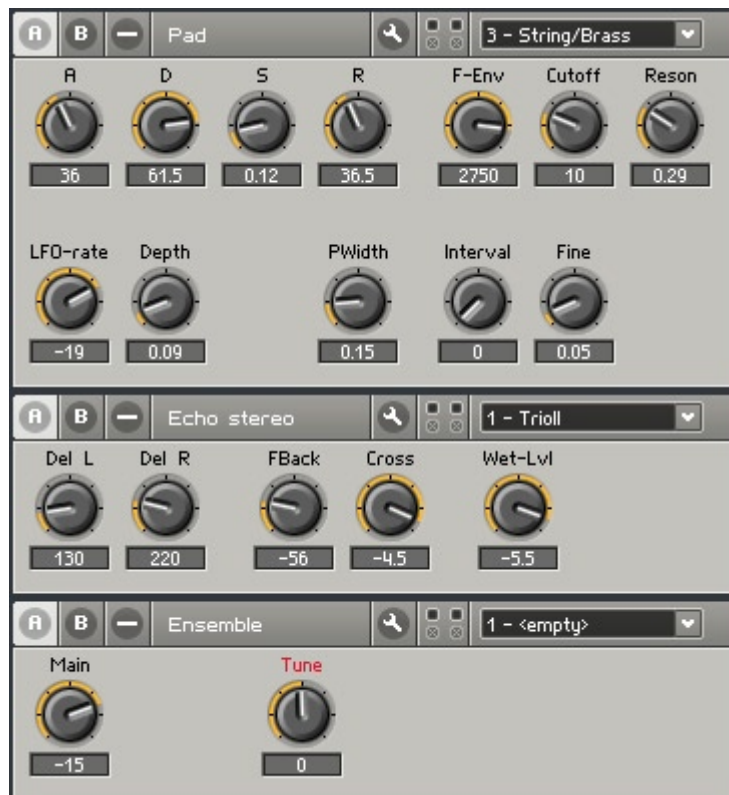 A B Pad 3 - String/Brass
A D S R F-Env Cutoff Reson
36 61.5 0.12 36.5 2750 10 0.29
LFO-rate Depth PWidth Interval Fine
-19 0.09 0.15 0 0.05
A B Echo stereo 1 - Trioll
Del L Del R FBack Cross Wet-Lvl
130 220 -56 -4.5 -5.5
A B Ensemble 1 - <empty>
Main Tune
-15 0